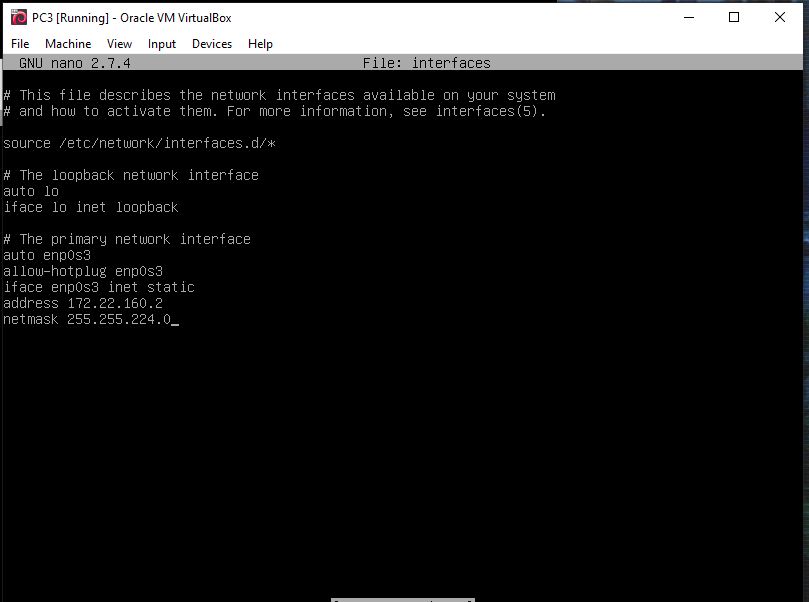 PC3 [Running] - Oracle VM VirtualBox
File Machine View Input Devices Help
GNU nano 2.7.4 File: interfaces
# This file describes the network interfaces available on your system
# and how to activate them. For more information, see interfaces(5).
source /etc/network/interfaces.d/*
# The loopback network interface
auto lo
iface lo inet loopback
# The primary network interface
auto enp0s3
allow-hotplug enp0s3
iface enp0s3 inet static
address 172.22.160.2
netmask 255.255.224.0